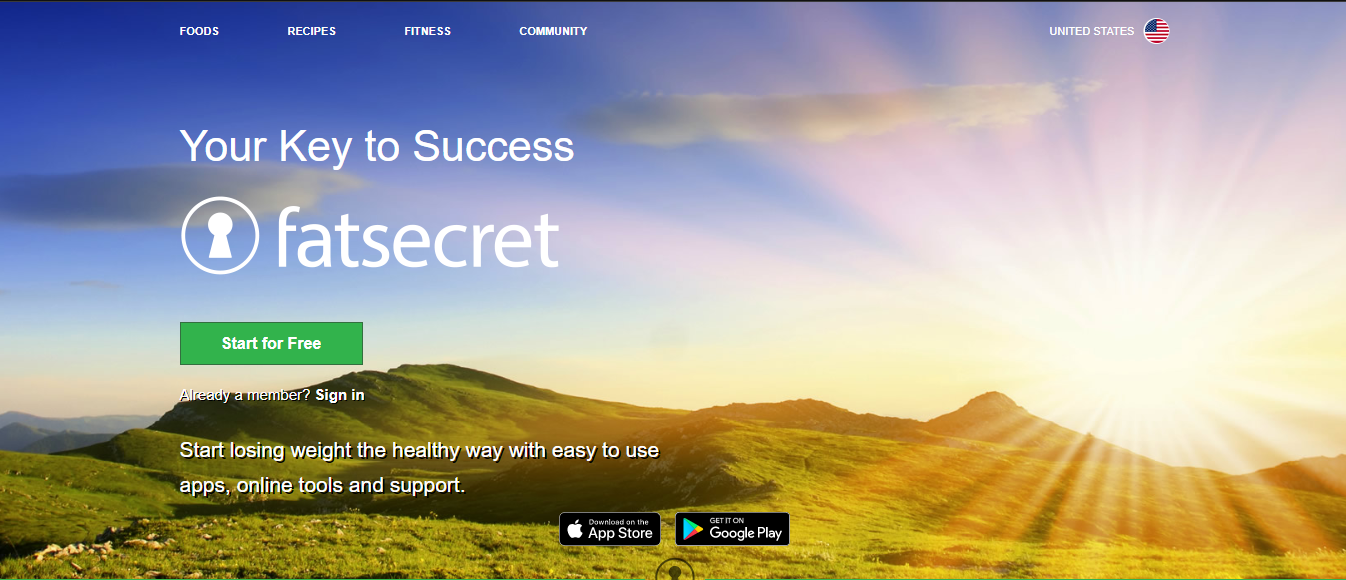 FOODS RECIPES FITNESS COMMUNITY UNITED STATES
Your Key to Success
fatsecret
Start for Free
Already a member? Sign in
Start losing weight the healthy way with easy to use
apps, online tools and support.
Download on the
App Store
GET IT ON
Google Play